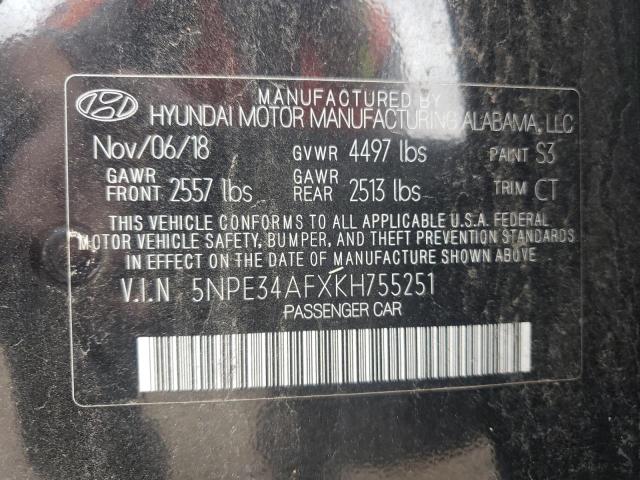 MANUFACTURED BY
HYUNDAI MOTOR MANUFACTURING ALABAMA, LLC
Nov/06/18 GVWR 4497 lbs PAINT S3
GAWR FRONT 2557 lbs GAWR REAR 2513 lbs TRIM CT
THIS VEHICLE CONFORMS TO ALL APPLICABLE U.S.A. FEDERAL
MOTOR VEHICLE SAFETY, BUMPER, AND THEFT PREVENTION STANDARDS
IN EFFECT ON THE DATE OF MANUFACTURE SHOWN ABOVE.
V.I.N 5NPE34AFXKH755251
PASSENGER CAR